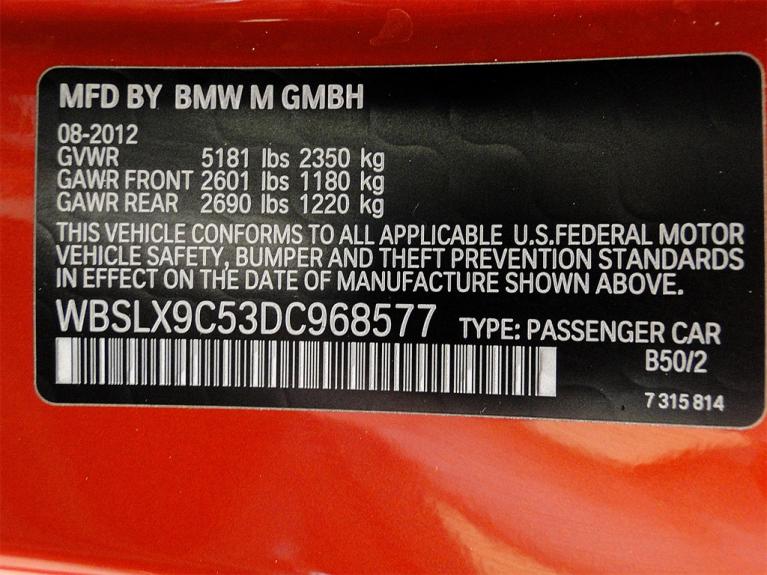 MFD BY BMW M GMBH
08-2012
GVWR 5181 lbs 2350 kg
GAWR FRONT 2601 lbs 1180 kg
GAWR REAR 2690 lbs 1220 kg
THIS VEHICLE CONFORMS TO ALL APPLICABLE U.S.FEDERAL MOTOR
VEHICLE SAFETY, BUMPER AND THEFT PREVENTION STANDARDS
IN EFFECT ON THE DATE OF MANUFACTURE SHOWN ABOVE.
WBSLX9C53DC968577 TYPE: PASSENGER CAR
B50/2
7 315 814